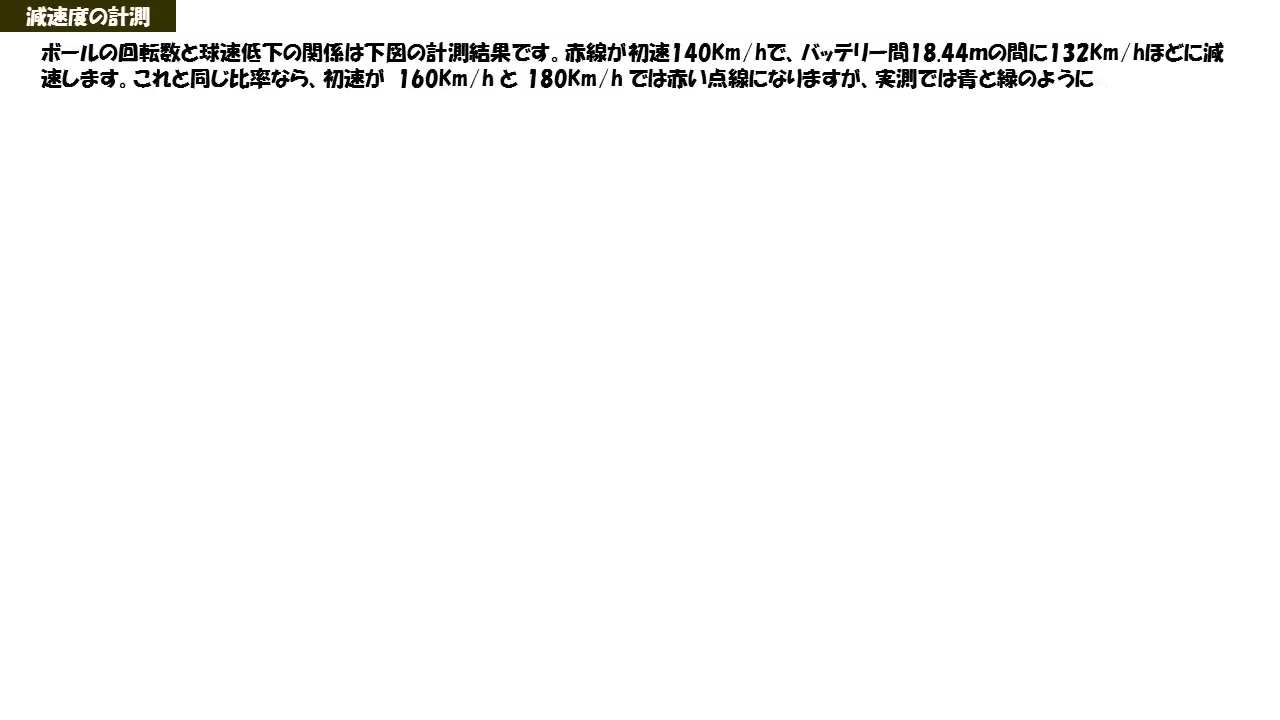 減速度の計測
ボールの回転数と球速低下の関係は下図の計測結果です。赤線が初速140Km/hで、バッテリー間18.44mの間に132Km/hほどに減
速します。これと同じ比率なら、初速が 160Km/h と 180Km/h では赤い点線になりますが、実測では青と緑のように